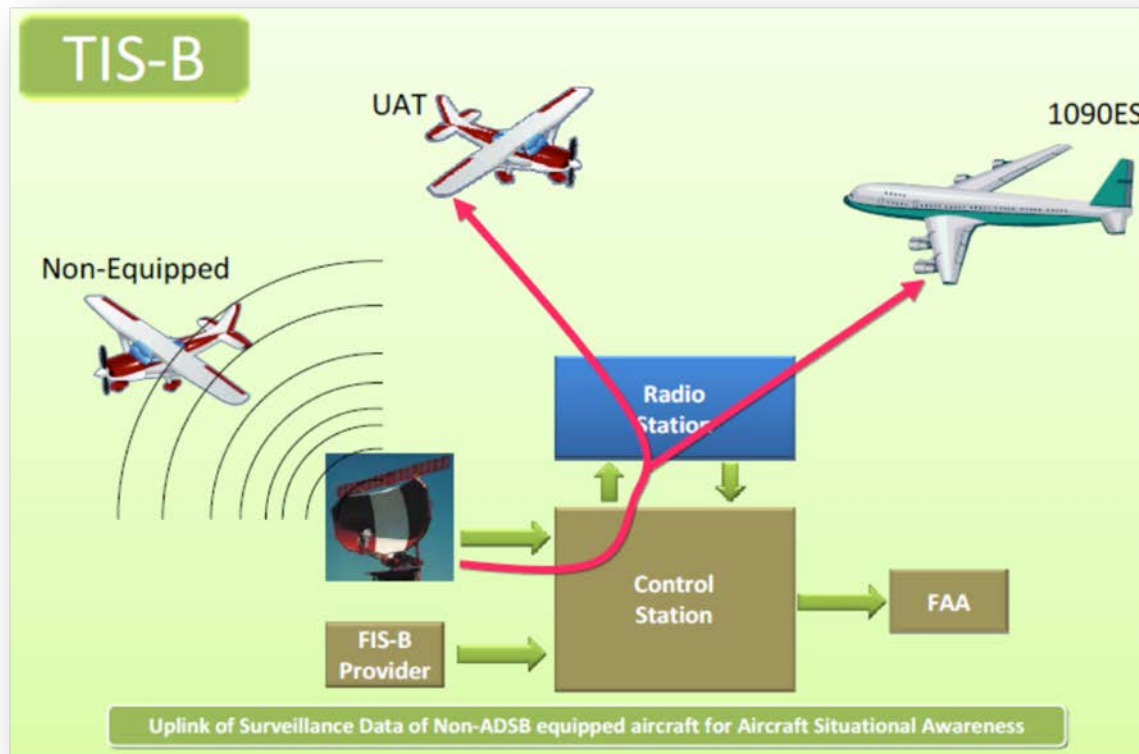 TIS-B
UAT
1090ES
Non-Equipped
Radio
Station
Control
Station
FAA
FIS-B
Provider
Uplink of Surveillance Data of Non-ADSB equipped aircraft for Aircraft Situational Awareness